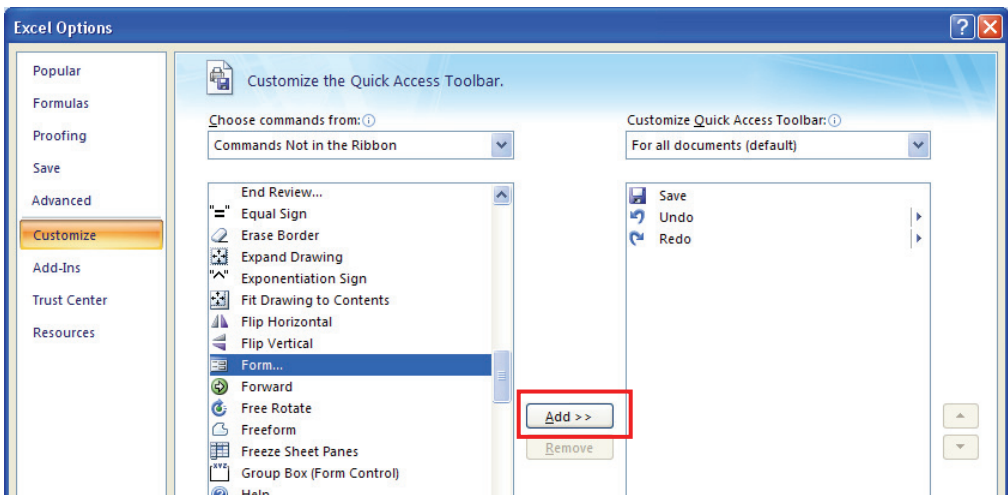 Excel Options
Popular
Formulas
Proofing
Save
Advanced
Customize
Add-Ins
Trust Center
Resources
Customize the Quick Access Toolbar.
Choose commands from:
Commands Not in the Ribbon
End Review...
"=" Equal Sign
Erase Border
Expand Drawing
"^" Exponentiation Sign
Fit Drawing to Contents
Flip Horizontal
Flip Vertical
Form...
Forward
Free Rotate
Freeform
Freeze Sheet Panes
XYZ Group Box (Form Control)
Help
Add >>
Remove
Customize Quick Access Toolbar:
For all documents (default)
Save
Undo
Redo